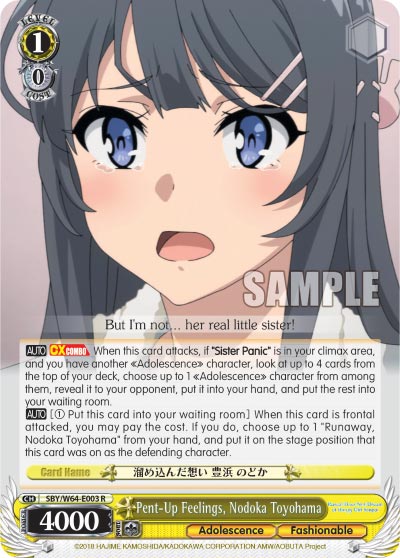 LEVEL
1
0
COST
SAMPLE
But I'm not... her real little sister!
AUTO CX COMBO When this card attacks, if "Sister Panic" is in your climax area,
and you have another «Adolescence» character, look at up to 4 cards from
the top of your deck, choose up to 1 «Adolescence» character from among
them, reveal it to your opponent, put it into your hand, and put the rest into
your waiting room.
AUTO [① Put this card into your waiting room] When this card is frontal
attacked, you may pay the cost. If you do, choose up to 1 "Runaway,
Nodoka Toyohama" from your hand, and put it on the stage position that
this card was on as defending character.
Card Name 溜め込んだ想い 豊浜 のどか
CH SBY/W64-E003 R
Pent-Up Feelings, Nodoka Toyohama
POWER 4000
Adolescence Fashionable
©2018 HAJIME KAMOSHIDA/KADOKAWA CORPORATION AMW/AOBUTA Project